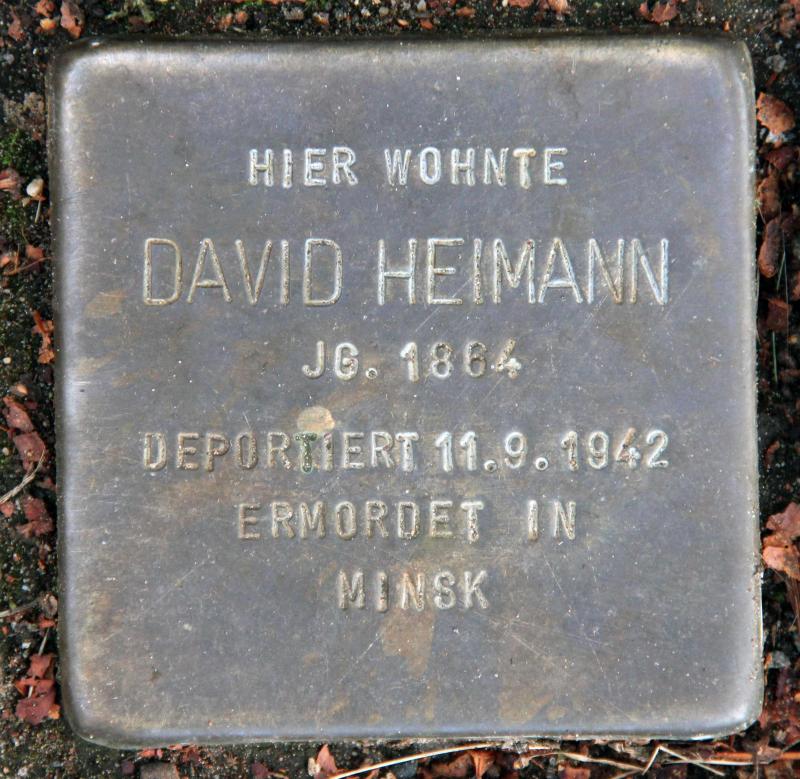 HIER WOHNTE
DAVID HEIMANN
JG. 1864
DEPORTIERT 11.9.1942
ERMORDET IN
MINSK